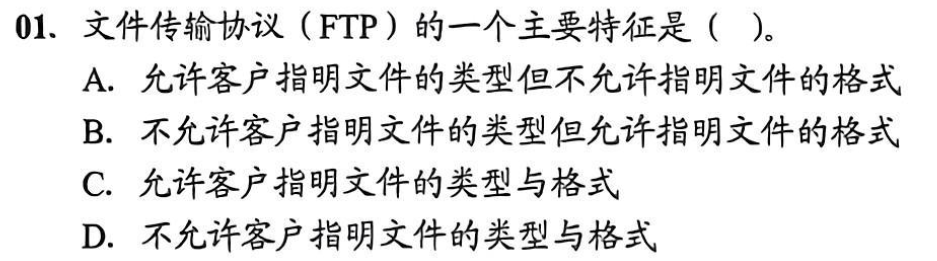 01. 文件传输协议（FTP）的一个主要特征是（ ）。
A. 允许客户指明文件的类型但不允许指明文件的格式
B. 不允许客户指明文件的类型但允许指明文件的格式
C. 允许客户指明文件的类型与格式
D. 不允许客户指明文件的类型与格式